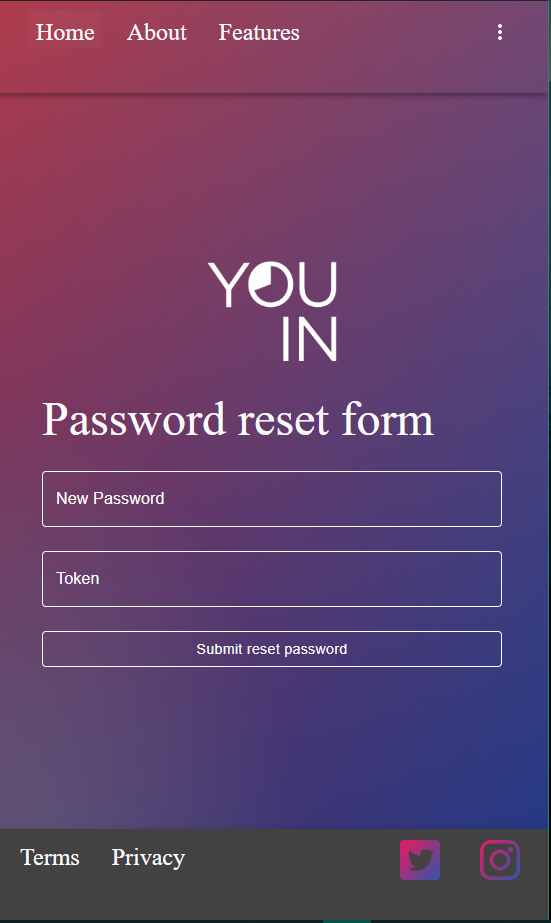 Home About Features
YOU
IN
Password reset form
New Password
Token
Submit reset password
Terms Privacy